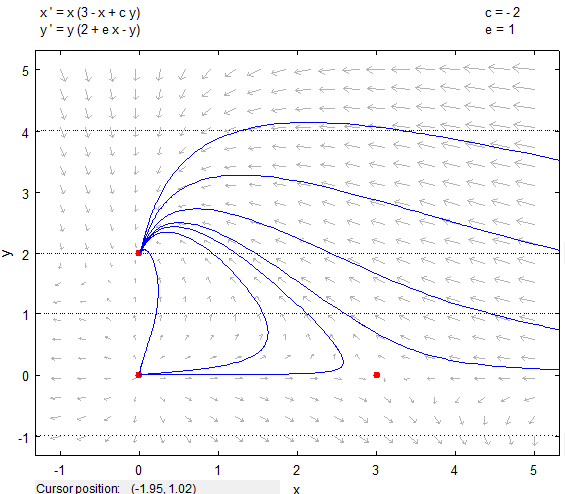 x ' = x (3 - x + c y)
y ' = y (2 + e x - y)
c = - 2
e = 1
5
4
3
2
1
0
-1
y
-1
0
1
2
3
4
5
x
Cursor position: (-1.95, 1.02)